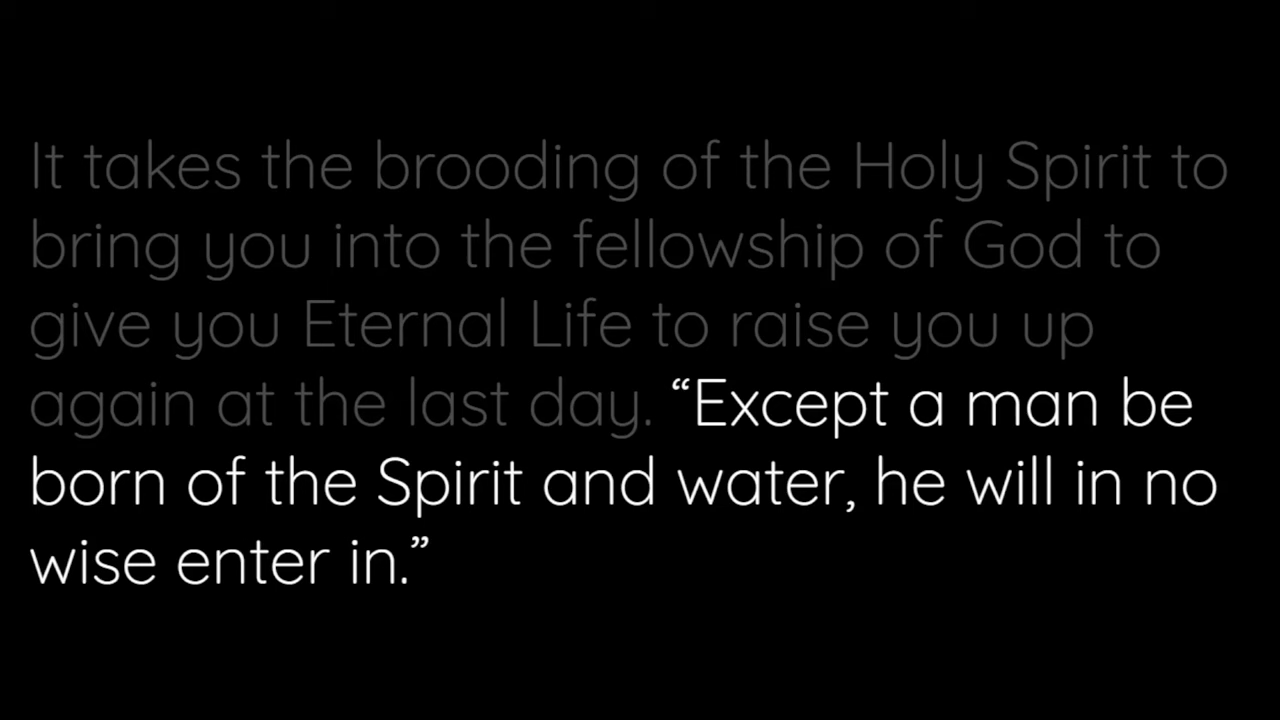 It takes the brooding of the Holy Spirit to
bring you into the fellowship of God to
give you Eternal Life to raise you up
again at the last day. “Except a man be
born of the Spirit and water, he will in no
wise enter in.”